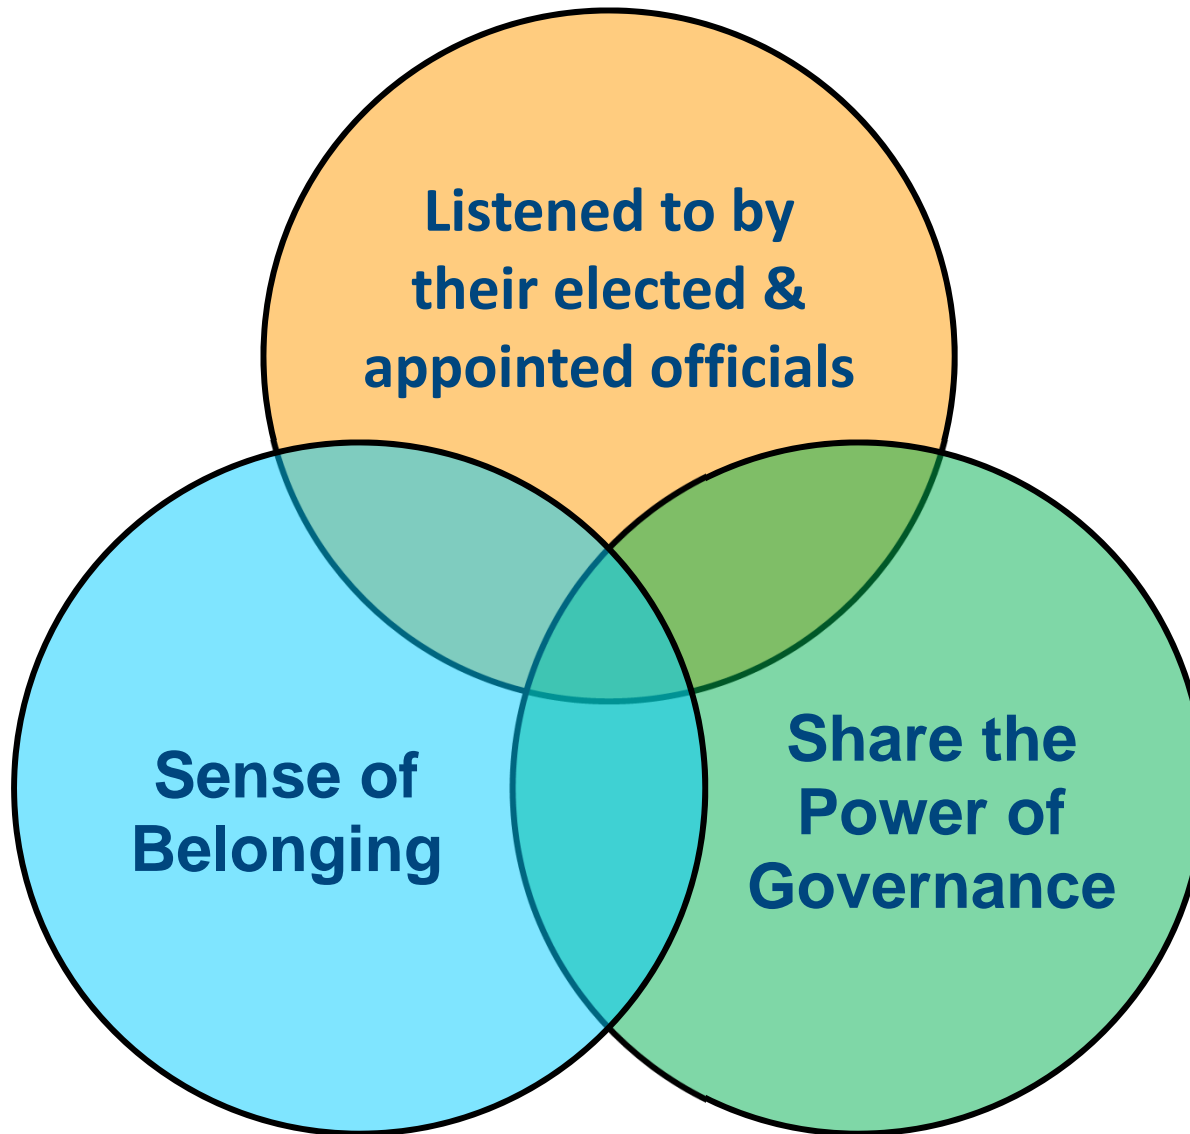 Listened to by
their elected &
appointed officials
Sense of
Belonging
Share the
Power of
Governance